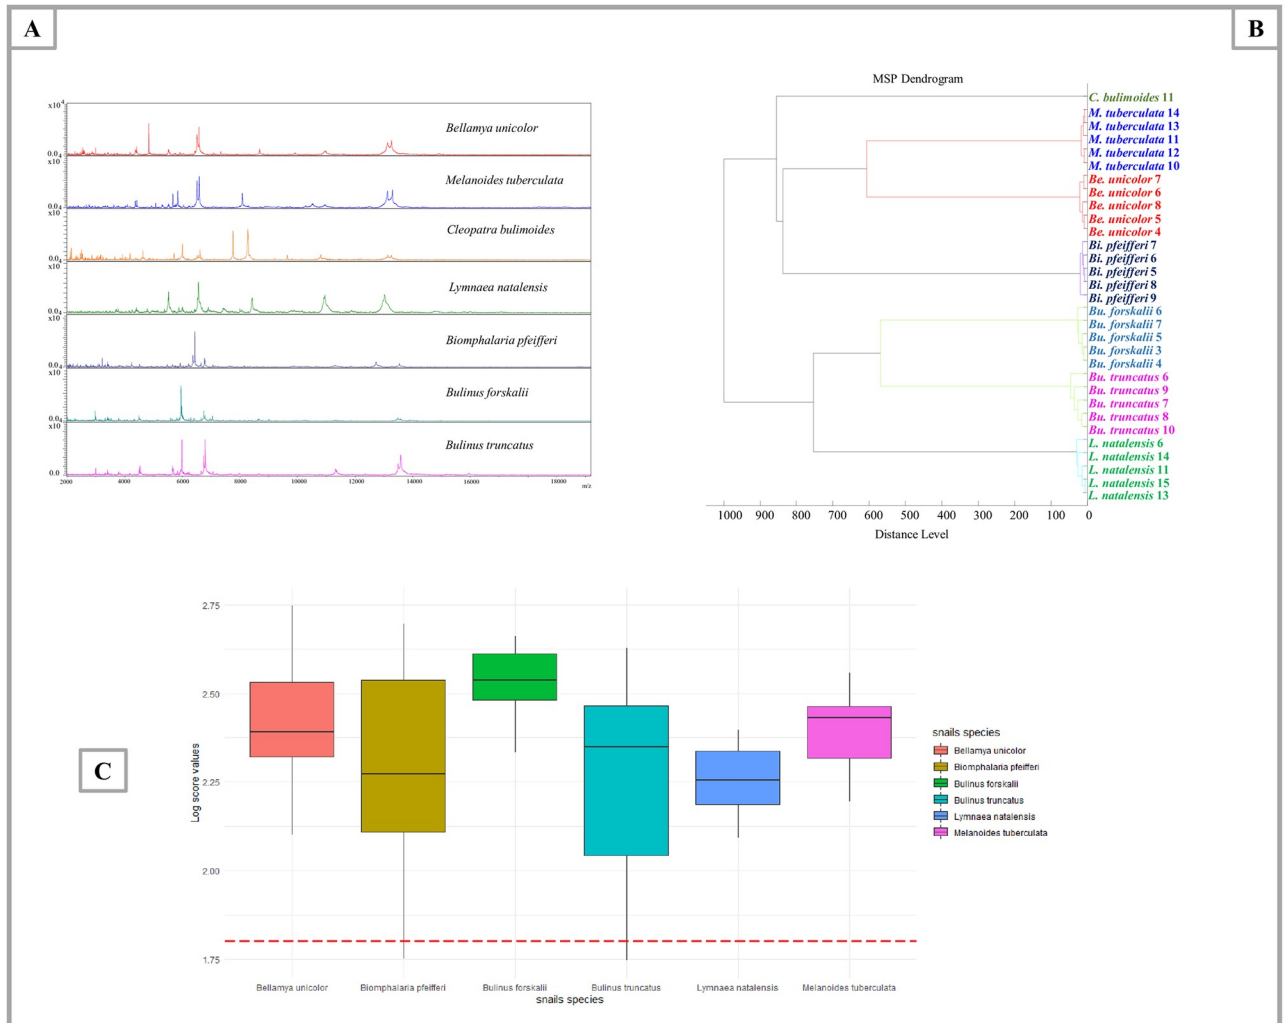 A
B
x10 4
Bellamya unicolor
0.0 4
x10
Melanoides tuberculata
0.0 4
x10
Cleopatra bulimoides
0.0 4
x10
Lymnaea natalensis
0.0 4
x10
Biomphalaria pfeifferi
0.0 4
x10
Bulinus forskalii
0.0 4
x10
Bulinus truncatus
0.0
2000 4000 6000 8000 10000 12000 14000 16000 18000
m/z
MSP Dendrogram
C. bulimoides 11
M. tuberculata 14
M. tuberculata 13
M. tuberculata 11
M. tuberculata 12
M. tuberculata 10
Be. unicolor 7
Be. unicolor 6
Be. unicolor 8
Be. unicolor 5
Be. unicolor 4
Bi. pfeifferi 7
Bi. pfeifferi 6
Bi. pfeifferi 5
Bi. pfeifferi 8
Bi. pfeifferi 9
Bu. forskalii 6
Bu. forskalii 7
Bu. forskalii 5
Bu. forskalii 3
Bu. forskalii 4
Bu. truncatus 6
Bu. truncatus 9
Bu. truncatus 7
Bu. truncatus 8
Bu. truncatus 10
L. natalensis 6
L. natalensis 14
L. natalensis 11
L. natalensis 15
L. natalensis 13
1000 900 800 700 600 500 400 300 200 100 0
Distance Level
C
Log score values
2.75
2.50
2.25
2.00
1.75
Bellamya unicolor Biomphalaria pfeifferi Bulinus forskalii Bulinus truncatus Lymnaea natalensis Melanoides tuberculata
snails species
snails species
Bellamya unicolor
Biomphalaria pfeifferi
Bulinus forskalii
Bulinus truncatus
Lymnaea natalensis
Melanoides tuberculata